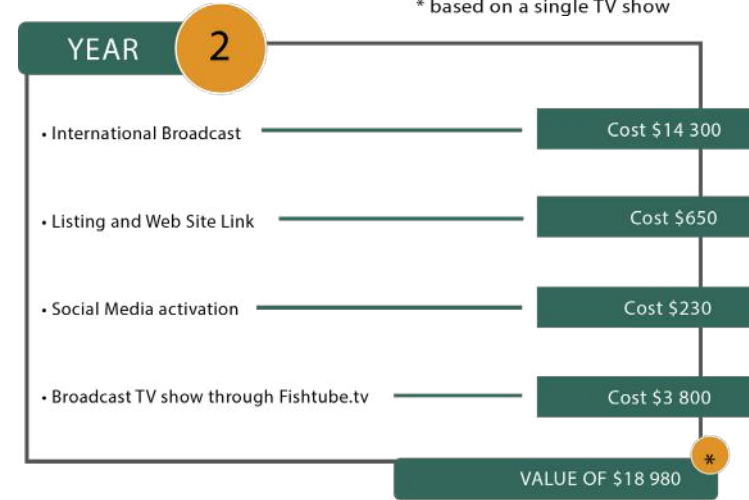 * based on a single TV show
YEAR 2
• International Broadcast Cost $14 300
• Listing and Web Site Link Cost $650
• Social Media activation Cost $230
• Broadcast TV show through Fishtube.tv Cost $3 800
*
VALUE OF $18 980